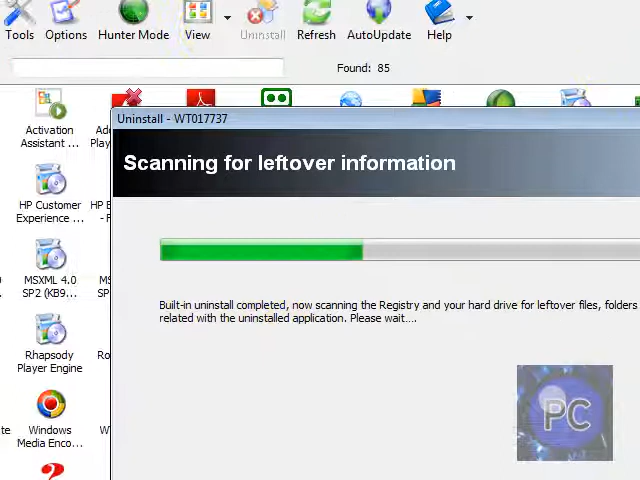 Tools Options Hunter Mode View Uninstall Refresh AutoUpdate Help
Found: 85
Uninstall - WT017737
Activation
Assistant ...
Scanning for leftover information
HP Customer
Experience ...
Built-in uninstall completed, now scanning the Registry and your hard drive for leftover files, folders
related with the uninstalled application. Please wait....
MSXML 4.0
SP2 (KB9...
Rhapsody
Player Engine
Windows
Media Enco...
PC